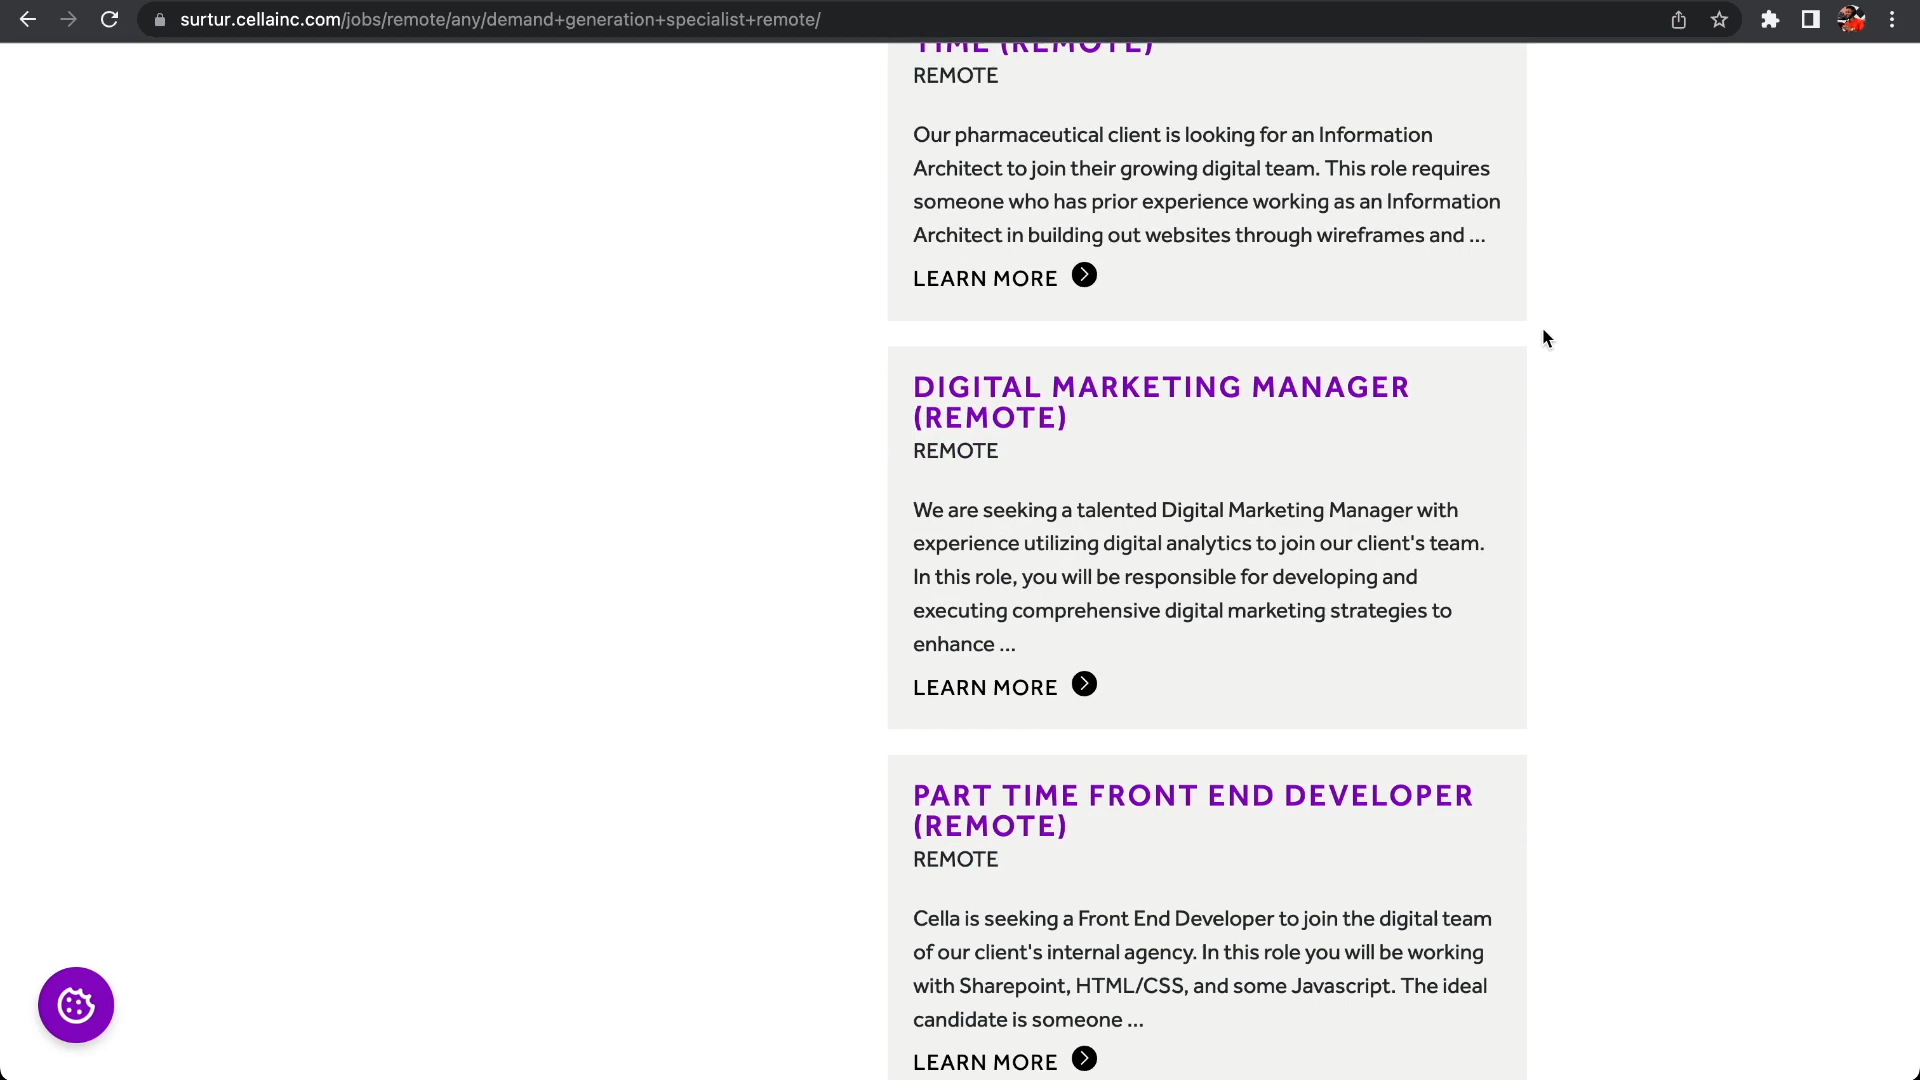 surtur.cellainc.com/jobs/remote/any/demand+generation+specialist+remote/
TIME (REMOTE)
REMOTE
Our pharmaceutical client is looking for an Information
Architect to join their growing digital team. This role requires
someone who has prior experience working as an Information
Architect in building out websites through wireframes and ...
LEARN MORE
DIGITAL MARKETING MANAGER
(REMOTE)
REMOTE
We are seeking a talented Digital Marketing Manager with
experience utilizing digital analytics to join our client's team.
In this role, you will be responsible for developing and
executing comprehensive digital marketing strategies to
enhance ...
LEARN MORE
PART TIME FRONT END DEVELOPER
(REMOTE)
REMOTE
Cella is seeking a Front End Developer to join the digital team
of our client's internal agency. In this role you will be working
with Sharepoint, HTML/CSS, and some Javascript. The ideal
candidate is someone ...
LEARN MORE